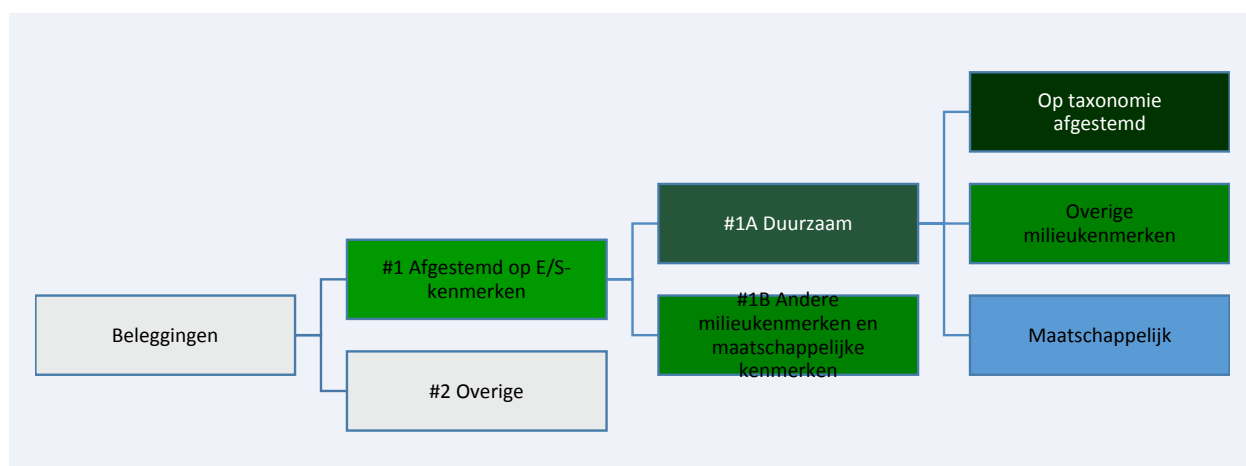 Beleggingen
#1 Afgestemd op E/S-
kenmerken
#2 Overige
#1A Duurzaam
#1B Andere
milieukenmerken en
maatschappelijke
kenmerken
Op taxonomie
afgestemd
Overige
milieukenmerken
Maatschappelijk